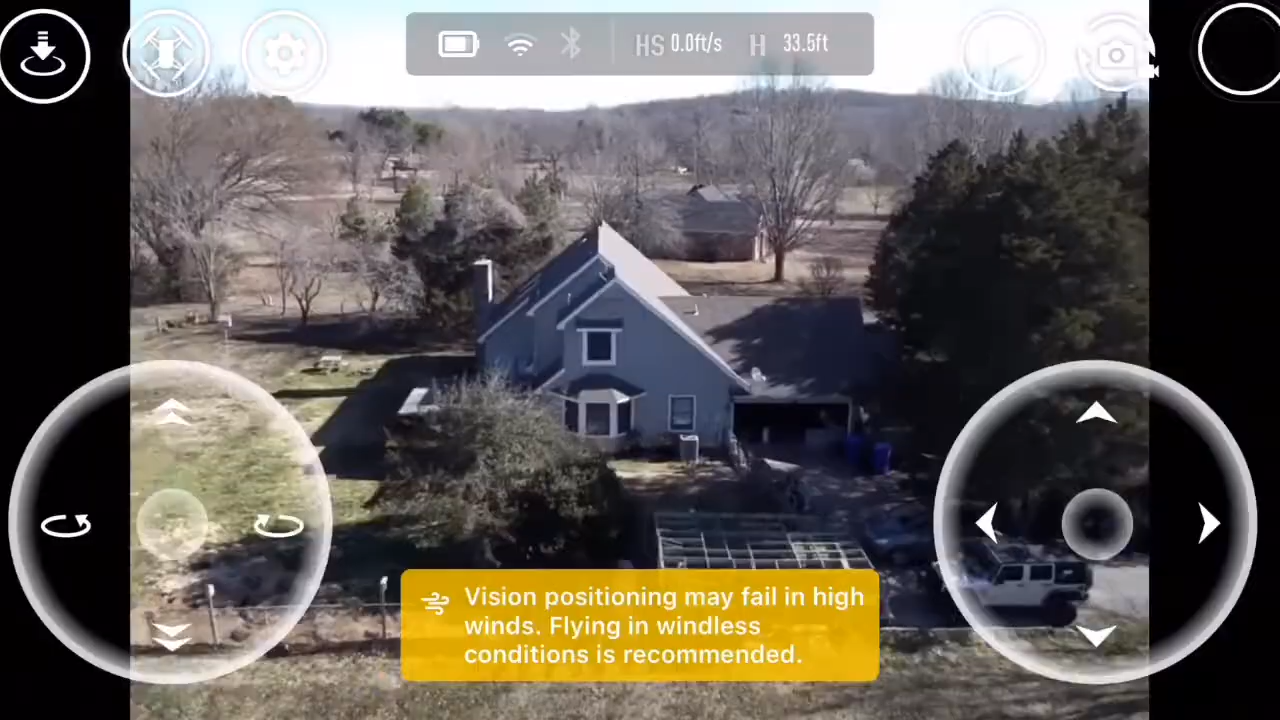 HS 0.0ft/s H 33.5ft
Vision positioning may fail in high
winds. Flying in windless
conditions is recommended.